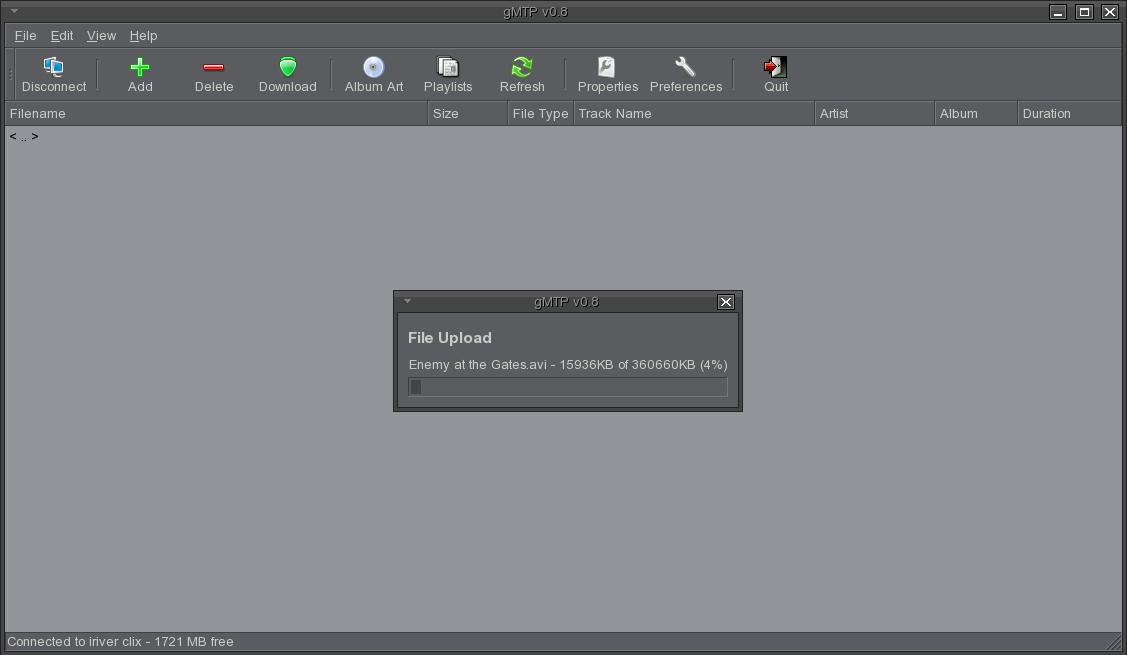 gMTP v0.8
File Edit View Help
Disconnect Add Delete Download Album Art Playlists Refresh Properties Preferences Quit
Filename Size File Type Track Name Artist Album Duration
< .. >
gMTP v0.8
File Upload
Enemy at the Gates.avi - 15936KB of 360660KB (4%)
Connected to iriver clix - 1721 MB free